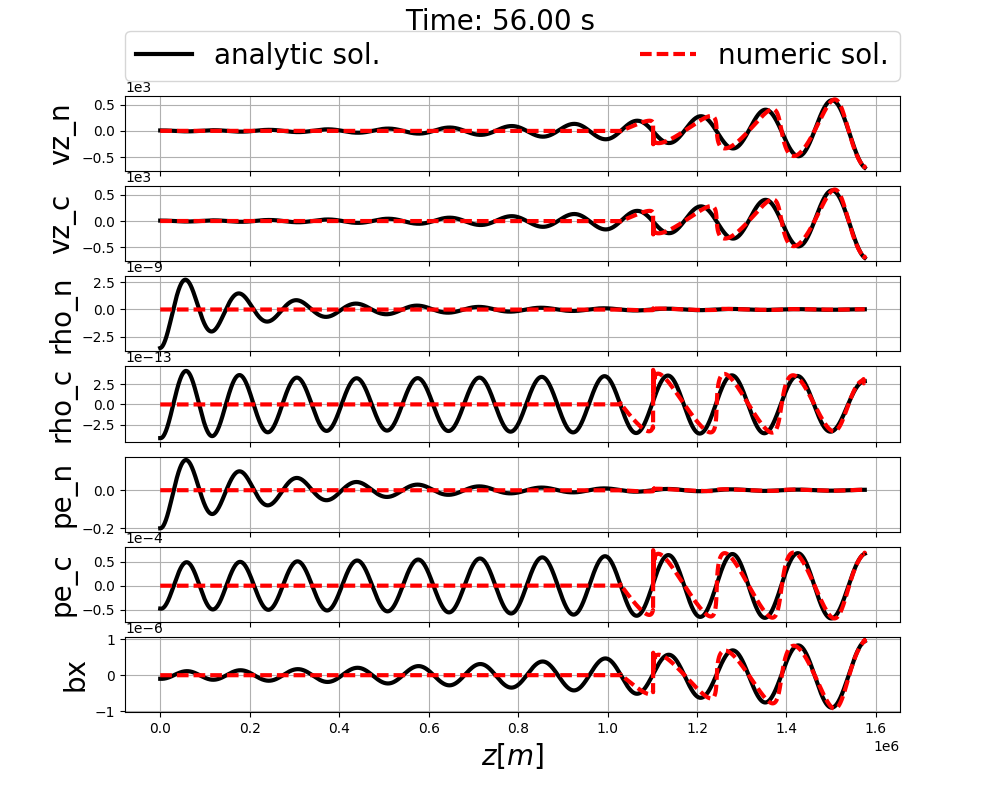 Time: 56.00 s
analytic sol. numeric sol.
1e3
0.5
0.0
−0.5
vz_n
1e3
0.5
0.0
−0.5
vz_c
1e−9
2.5
0.0
−2.5
rho_n
1e−13
2.5
0.0
−2.5
rho_c
0.0
−0.2
pe_n
1e−4
0.5
0.0
−0.5
pe_c
1e−6
1
0
−1
bx
0.0 0.2 0.4 0.6 0.8 1.0 1.2 1.4 1.6
1e6
z[m]